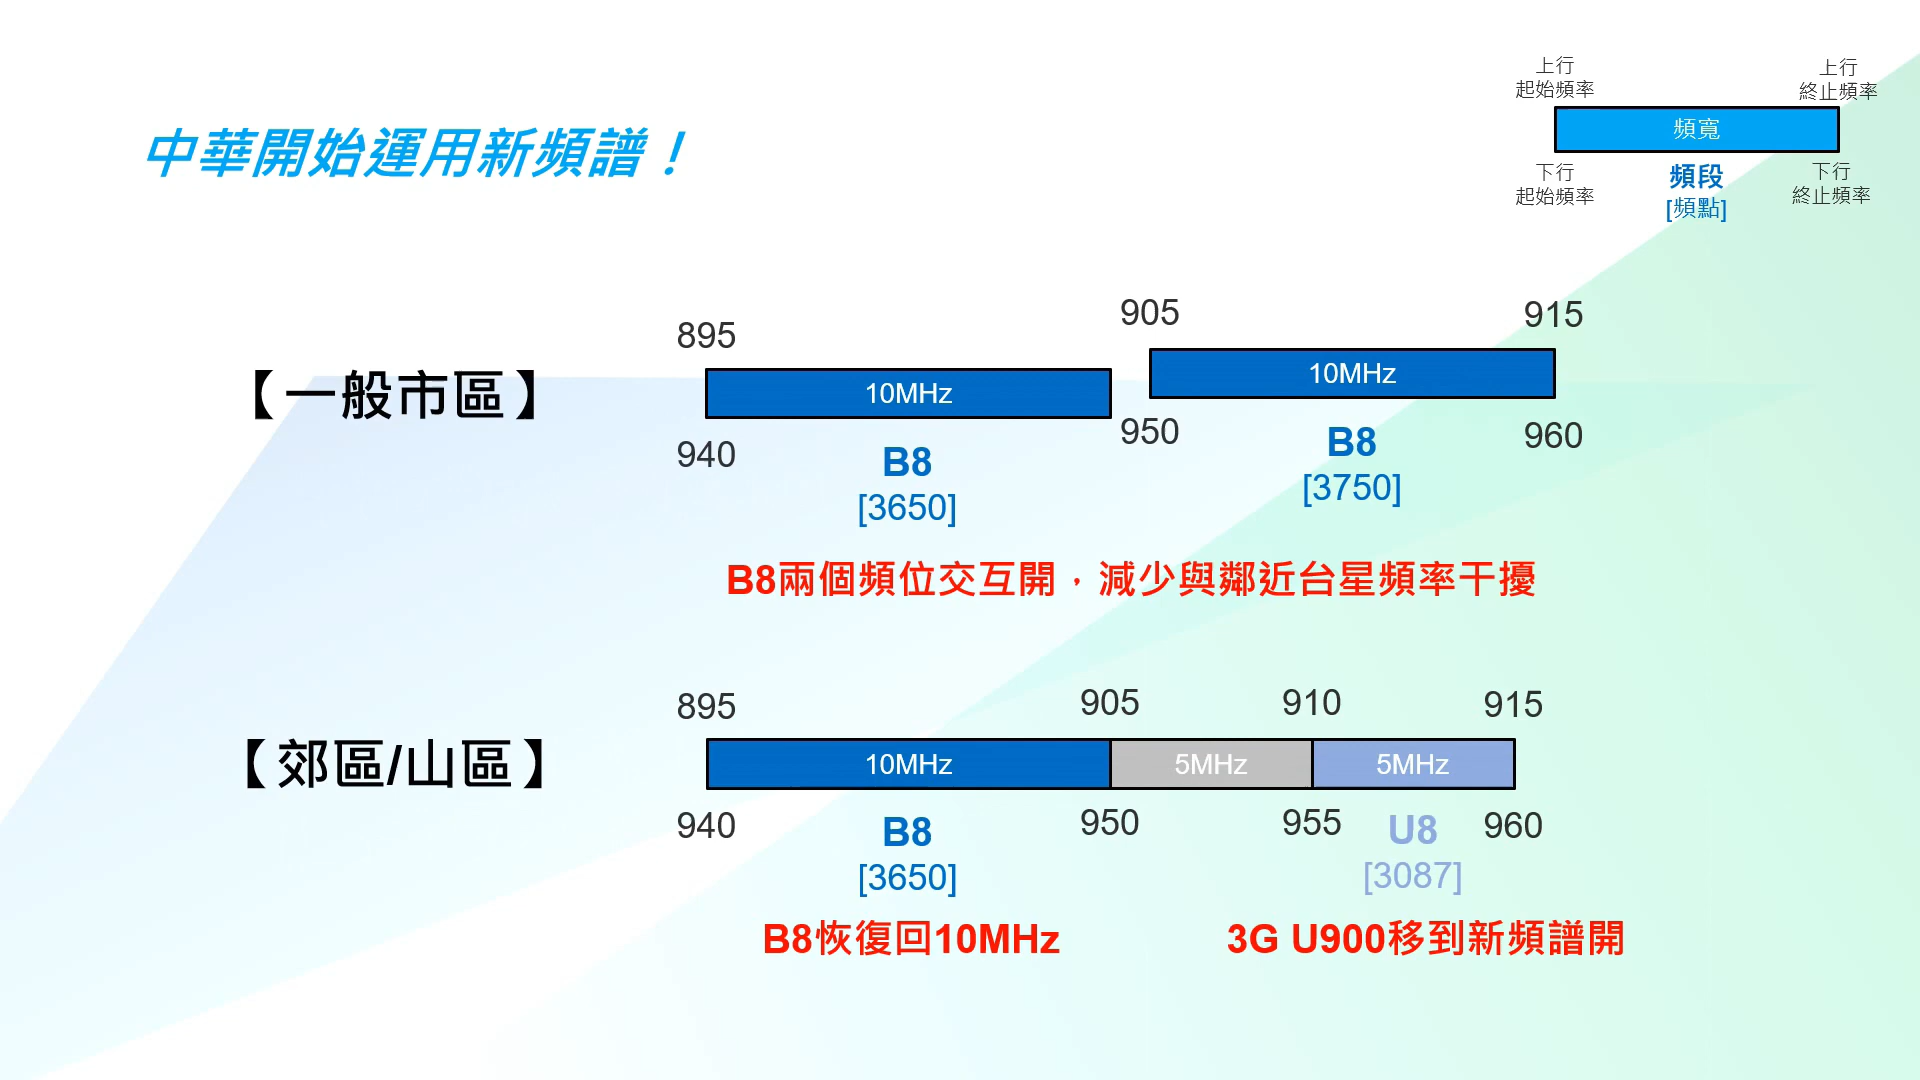 中華開始運用新頻譜！
上行
起始頻率
上行
終止頻率
頻寬
下行
起始頻率
頻段
[頻點]
下行
終止頻率
【一般市區】
895
10MHz
940
B8
[3650]
905
915
10MHz
950
B8
[3750]
960
B8兩個頻位交互開，減少與鄰近台星頻率干擾
【郊區/山區】
895
905
910
915
10MHz
5MHz
5MHz
940
B8
[3650]
950
955
U8
[3087]
960
B8恢復回10MHz
3G U900移到新頻譜開